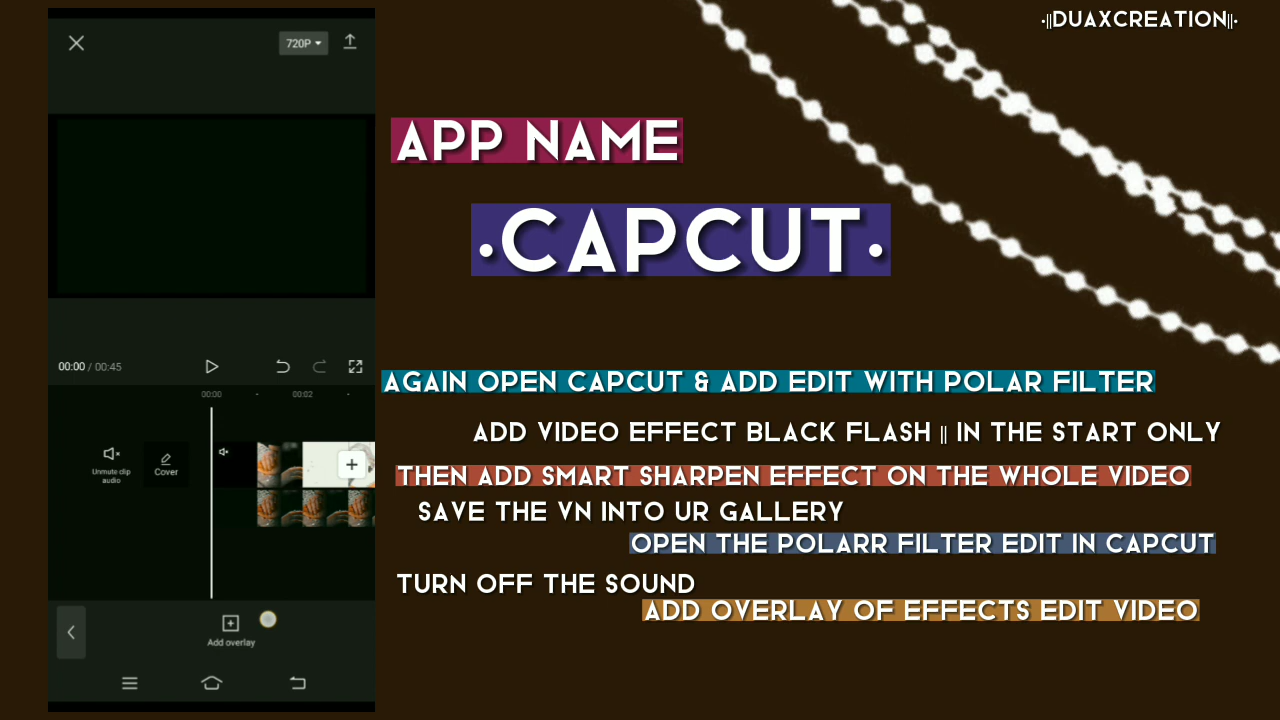 ·||DUAXCREATION||·
720P
APP NAME
·CAPCUT·
00:00 / 00:45
00:00
00:02
Unmute clip
audio
Cover
Add overlay
AGAIN OPEN CAPCUT & ADD EDIT WITH POLAR FILTER
ADD VIDEO EFFECT BLACK FLASH || IN THE START ONLY
THEN ADD SMART SHARPEN EFFECT ON THE WHOLE VIDEO
SAVE THE VN INTO UR GALLERY
OPEN THE POLARR FILTER EDIT IN CAPCUT
TURN OFF THE SOUND
ADD OVERLAY OF EFFECTS EDIT VIDEO